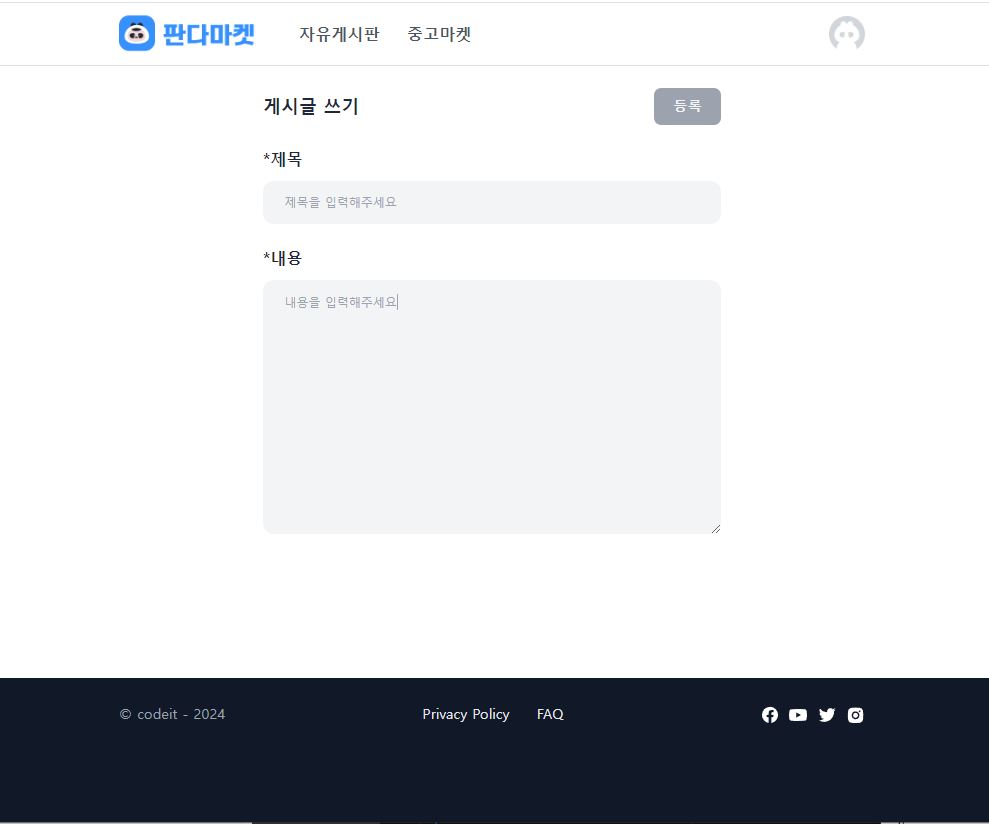 판다마켓 자유게시판 중고마켓
게시글 쓰기 등록
*제목
제목을 입력해주세요
*내용
내용을 입력해주세요
© codeit - 2024 Privacy Policy FAQ